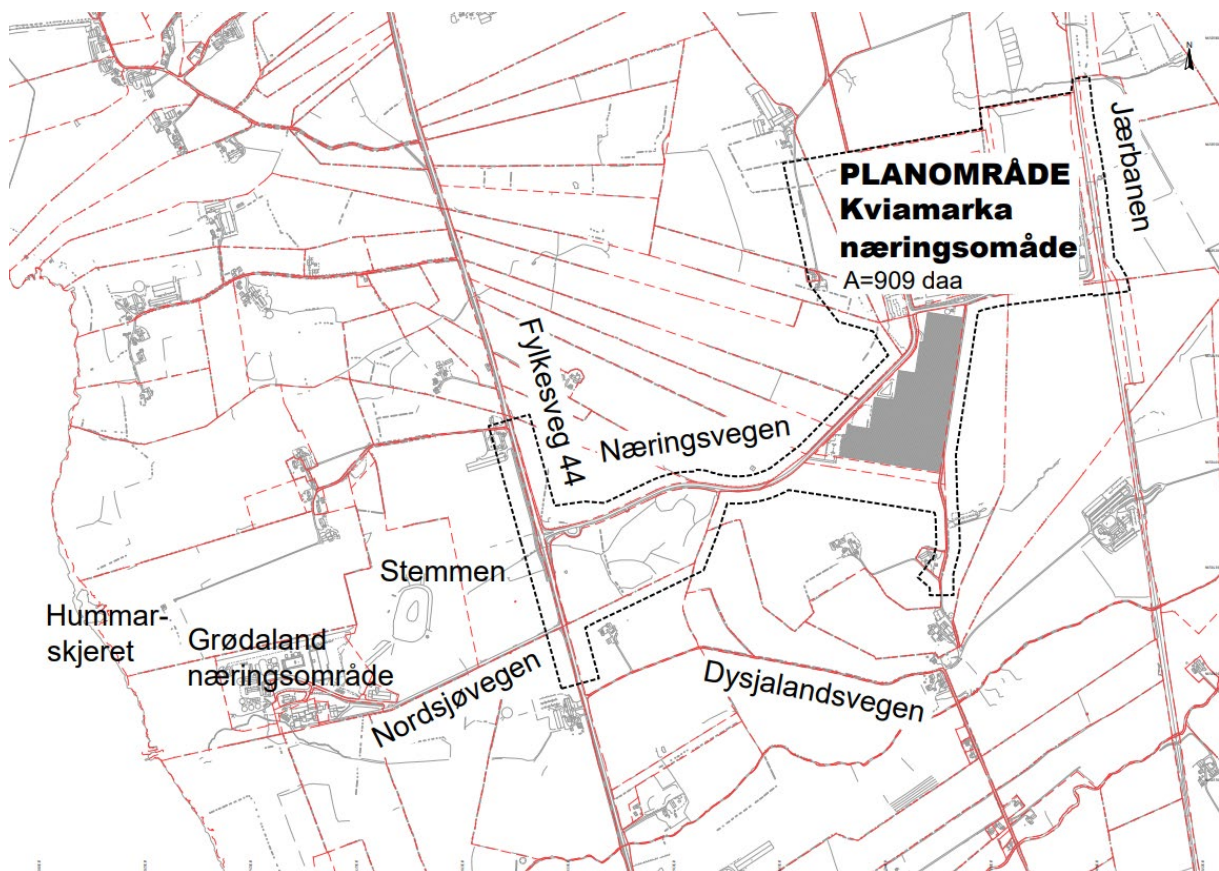 N
Jærbanen
PLANOMRÅDE
Kviamarka
næringsomåde
A=909 daa
Fylkesveg 44
Næringsvegen
Stemmen
Hummar-
skjeret
Grødaland
næringsområde
Nordsjøvegen
Dysjalandsvegen